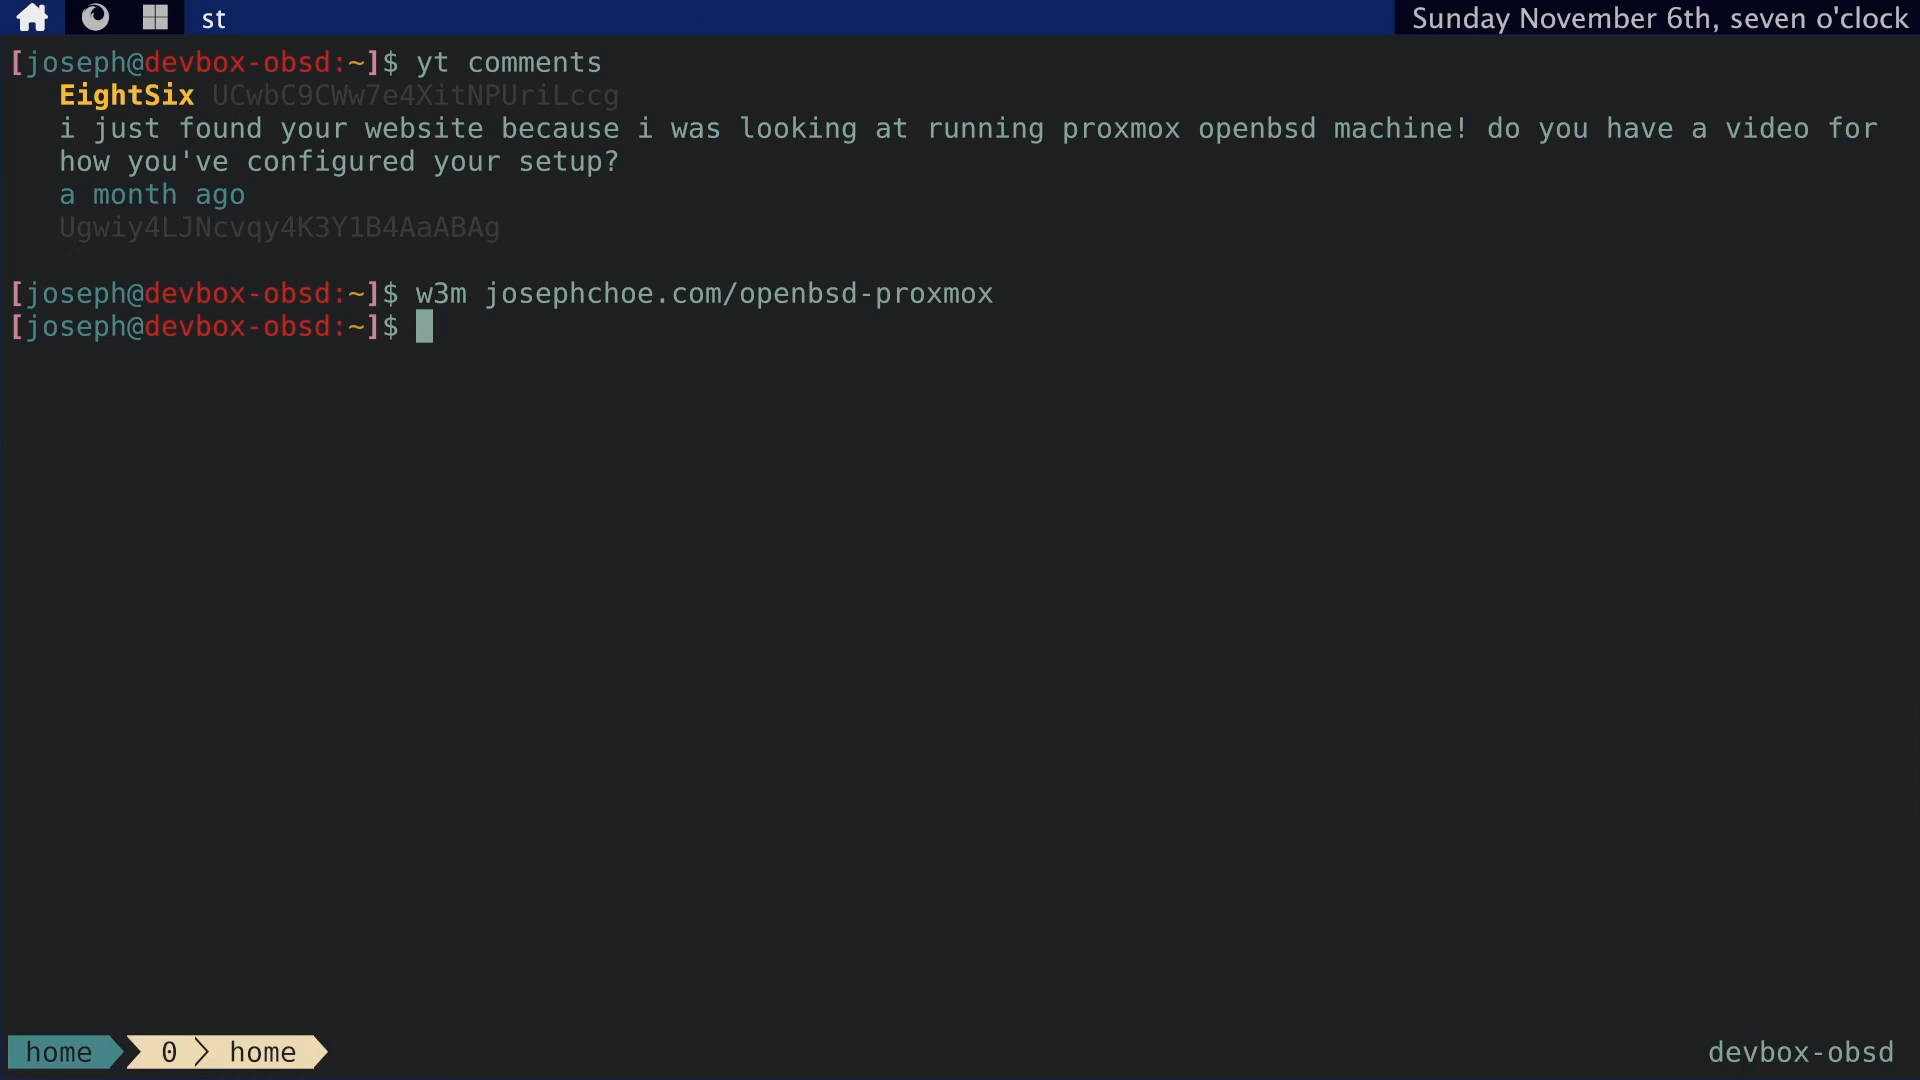 st
Sunday November 6th, seven o'clock
[joseph@devbox-obsd:~]$ yt comments
EightSix UCwbC9CWw7e4XitNPUriLccg
i just found your website because i was looking at running proxmox openbsd machine! do you have a video for
how you've configured your setup?
a month ago
Ugwiy4LJNcvqy4K3Y1B4AaABAg
[joseph@devbox-obsd:~]$ w3m josephchoe.com/openbsd-proxmox
[joseph@devbox-obsd:~]$
home 0 home
devbox-obsd